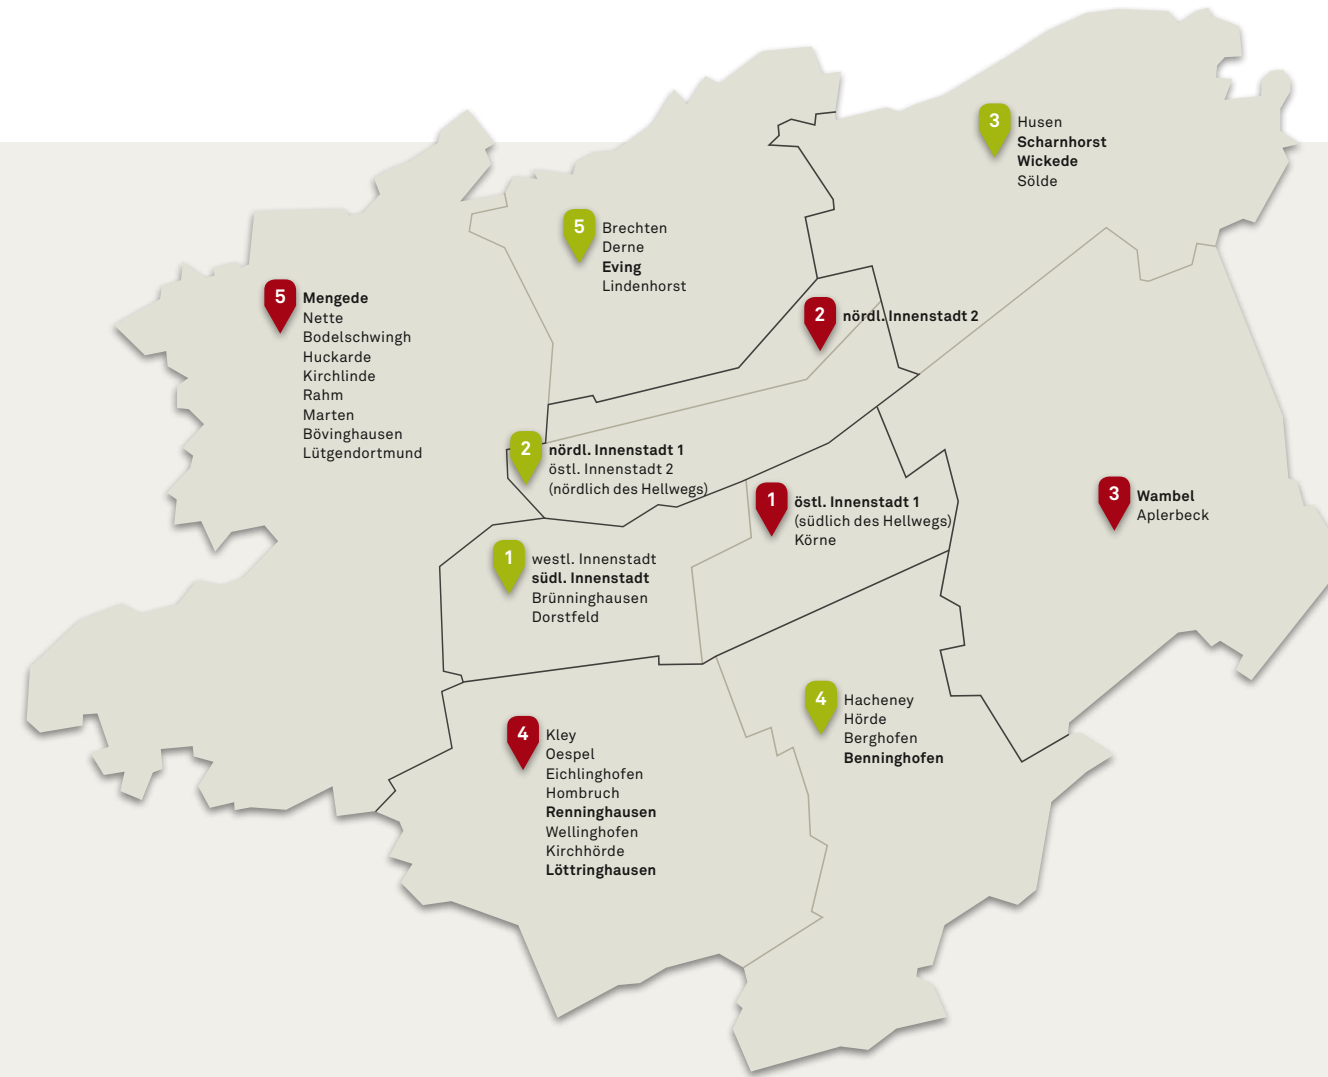 3
Husen
Scharnhorst
Wickede
Sölde
5
Brechten
Derne
Eving
Lindenhorst
5
Mengede
Nette
Bodelschwingh
Huckarde
Kirchlinde
Rahm
Marten
Bövinghausen
Lütgendortmund
2
nördl. Innenstadt 2
2
nördl. Innenstadt 1
östl. Innenstadt 2
(nördlich des Hellwegs)
1
östl. Innenstadt 1
(südlich des Hellwegs)
Körne
3
Wambel
Aplerbeck
1
westl. Innenstadt
südl. Innenstadt
Brünninghausen
Dorstfeld
4
Hacheney
Hörde
Berghofen
Benninghofen
4
Kley
Oespel
Eichlinghofen
Hombruch
Renninghausen
Wellinghofen
Kirchhörde
Löttringhausen